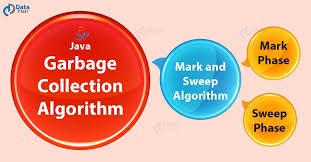 Data
Flair
Java
Garbage
Collection
Algorithm
Mark and
Sweep
Algorithm
Mark
Phase
Sweep
Phase